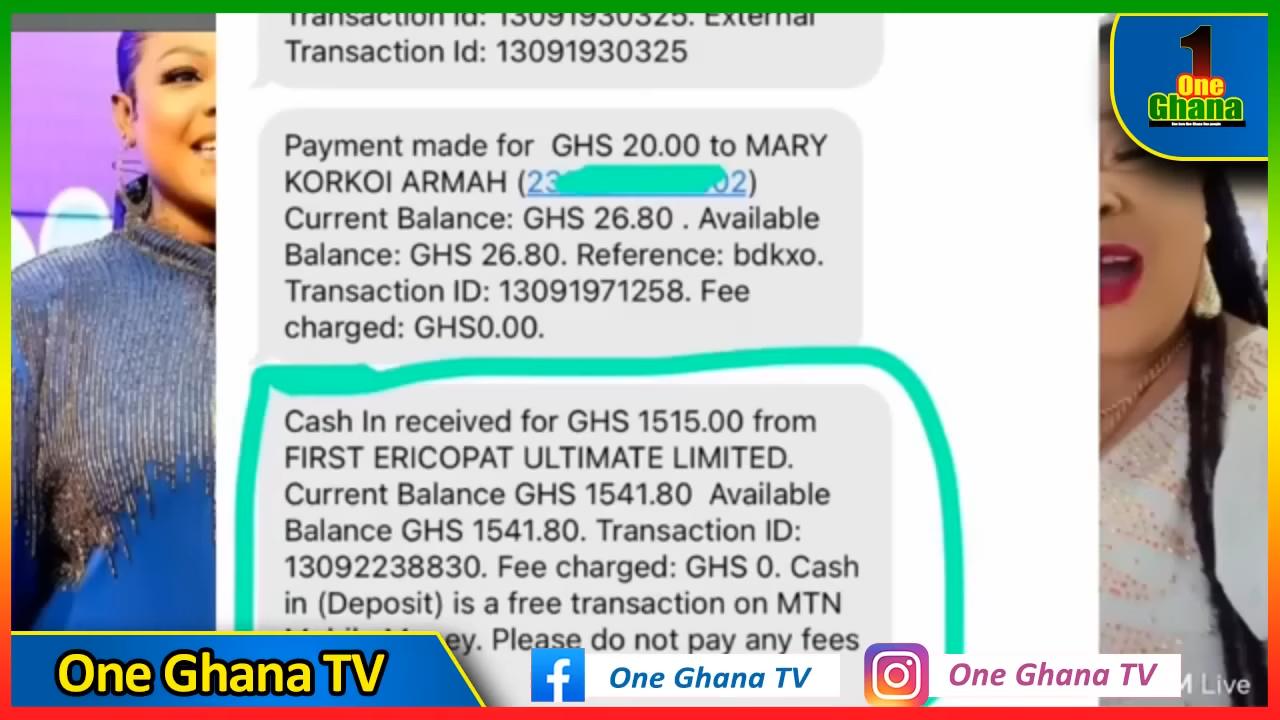 Transaction Id: 13091930325. External
Transaction Id: 13091930325
Payment made for GHS 20.00 to MARY
KORKOI ARMAH (23 02)
Current Balance: GHS 26.80 . Available
Balance: GHS 26.80. Reference: bdkxo.
Transaction ID: 13091971258. Fee
charged: GHS0.00.
Cash In received for GHS 1515.00 from
FIRST ERICOPAT ULTIMATE LIMITED.
Current Balance GHS 1541.80 Available
Balance GHS 1541.80. Transaction ID:
13092238830. Fee charged: GHS 0. Cash
in (Deposit) is a free transaction on MTN
Mobile Money. Please do not pay any fees
1
One
Ghana
One Ghana TV
One Ghana TV
One Ghana TV
Live